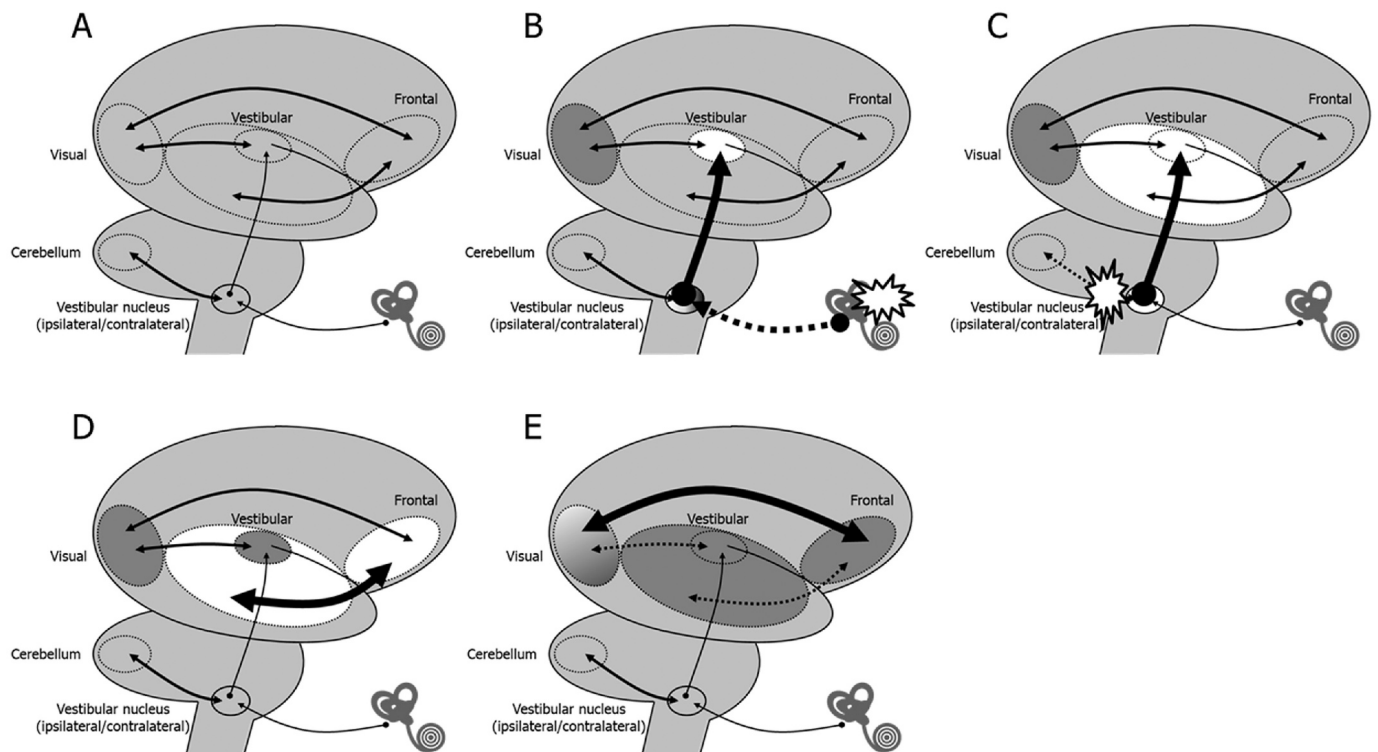 A
Frontal
Vestibular
Visual
Cerebellum
Vestibular nucleus
(ipsilateral/contralateral)
B
Frontal
Vestibular
Visual
Cerebellum
Vestibular nucleus
(ipsilateral/contralateral)
C
Frontal
Vestibular
Visual
Cerebellum
Vestibular nucleus
(ipsilateral/contralateral)
D
Frontal
Vestibular
Visual
Cerebellum
Vestibular nucleus
(ipsilateral/contralateral)
E
Frontal
Vestibular
Visual
Cerebellum
Vestibular nucleus
(ipsilateral/contralateral)